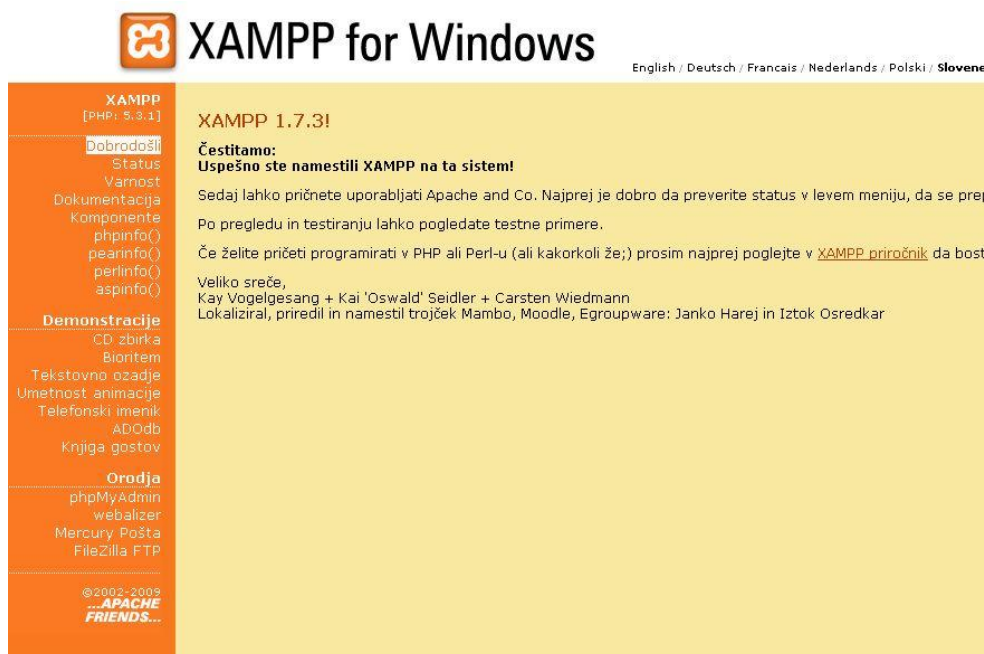 XAMPP for Windows
English / Deutsch / Francais / Nederlands / Polski / Slovene
XAMPP
[PHP: 5.3.1]
Dobrodošli
Status
Varnost
Dokumentacija
Komponente
phpinfo()
pearinfo()
perlinfo()
aspinfo()
Demonstracije
CD zbirka
Bioritem
Tekstovno ozadje
Umetnost animacije
Telefonski imenik
ADOdb
Knjiga gostov
Orodja
phpMyAdmin
webalizer
Mercury Pošta
FileZilla FTP
©2002-2009
...APACHE
FRIENDS...
XAMPP 1.7.3!
Čestitamo:
Uspešno ste namestili XAMPP na ta sistem!
Sedaj lahko pričnete uporabljati Apache and Co. Najprej je dobro da preverite status v levem meniju, da se
Po pregledu in testiranju lahko pogledate testne primere.
Če želite pričeti programirati v PHP ali Perl-u (ali kakorkoli že;) prosim najprej poglejte v XAMPP priročnik da
Veliko sreče,
Kay Vogelgesang + Kai 'Oswald' Seidler + Carsten Wiedmann
Lokaliziral, priredil in namestil trojček Mambo, Moodle, Egroupware: Janko Harej in Iztok Osredkar